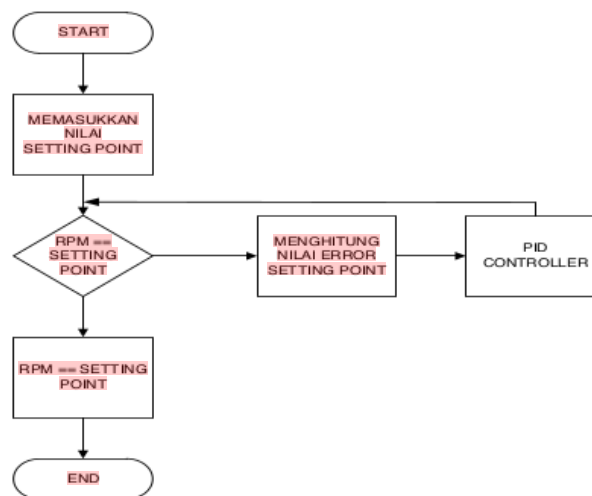 START
MEMASUKKAN
NILAI
SETTING POINT
RPM ==
SETTING
POINT
MENGHITUNG
NILAI ERROR
SETTING POINT
PID
CONTROLLER
RPM == SETTING
POINT
END